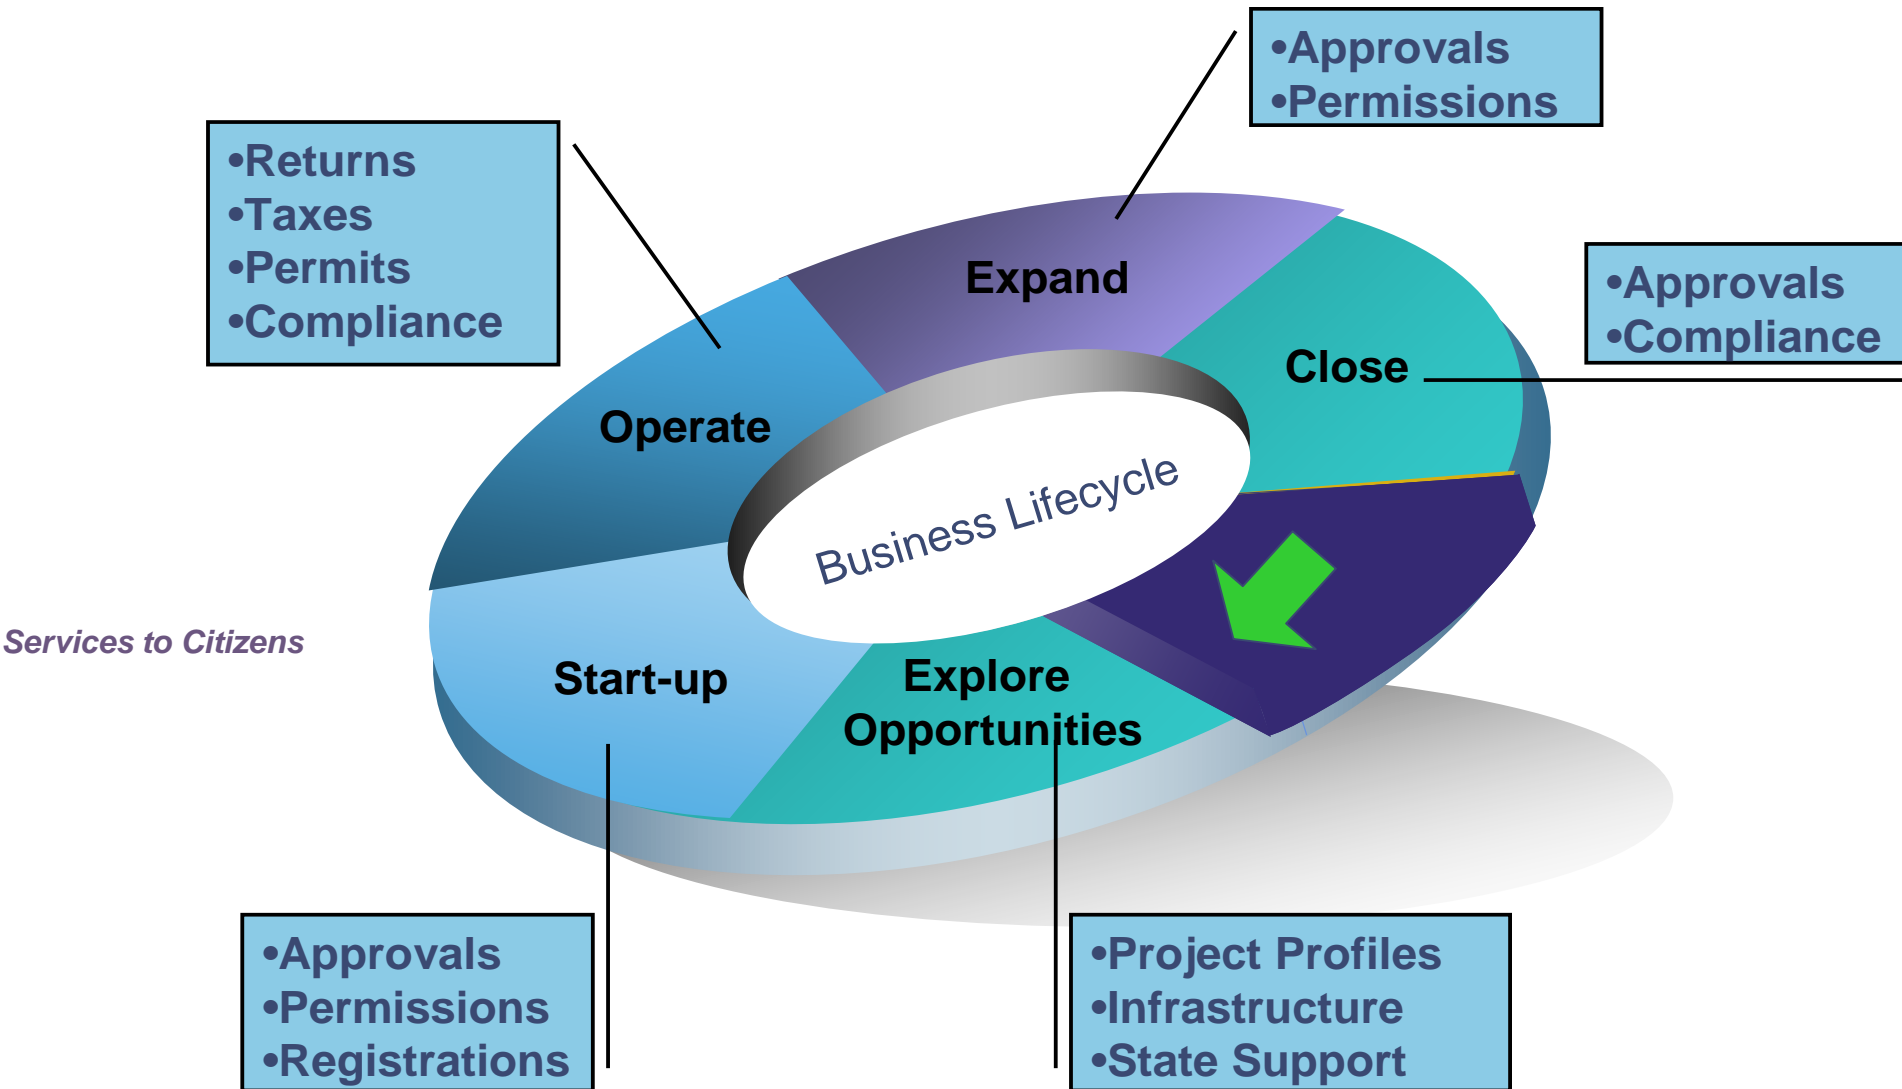 •Approvals
•Permissions
•Returns
•Taxes
•Permits
•Compliance
Expand
•Approvals
•Compliance
Close
Operate
Business Lifecycle
Services to Citizens
Start-up
Explore
Opportunities
•Approvals
•Permissions
•Registrations
•Project Profiles
•Infrastructure
•State Support